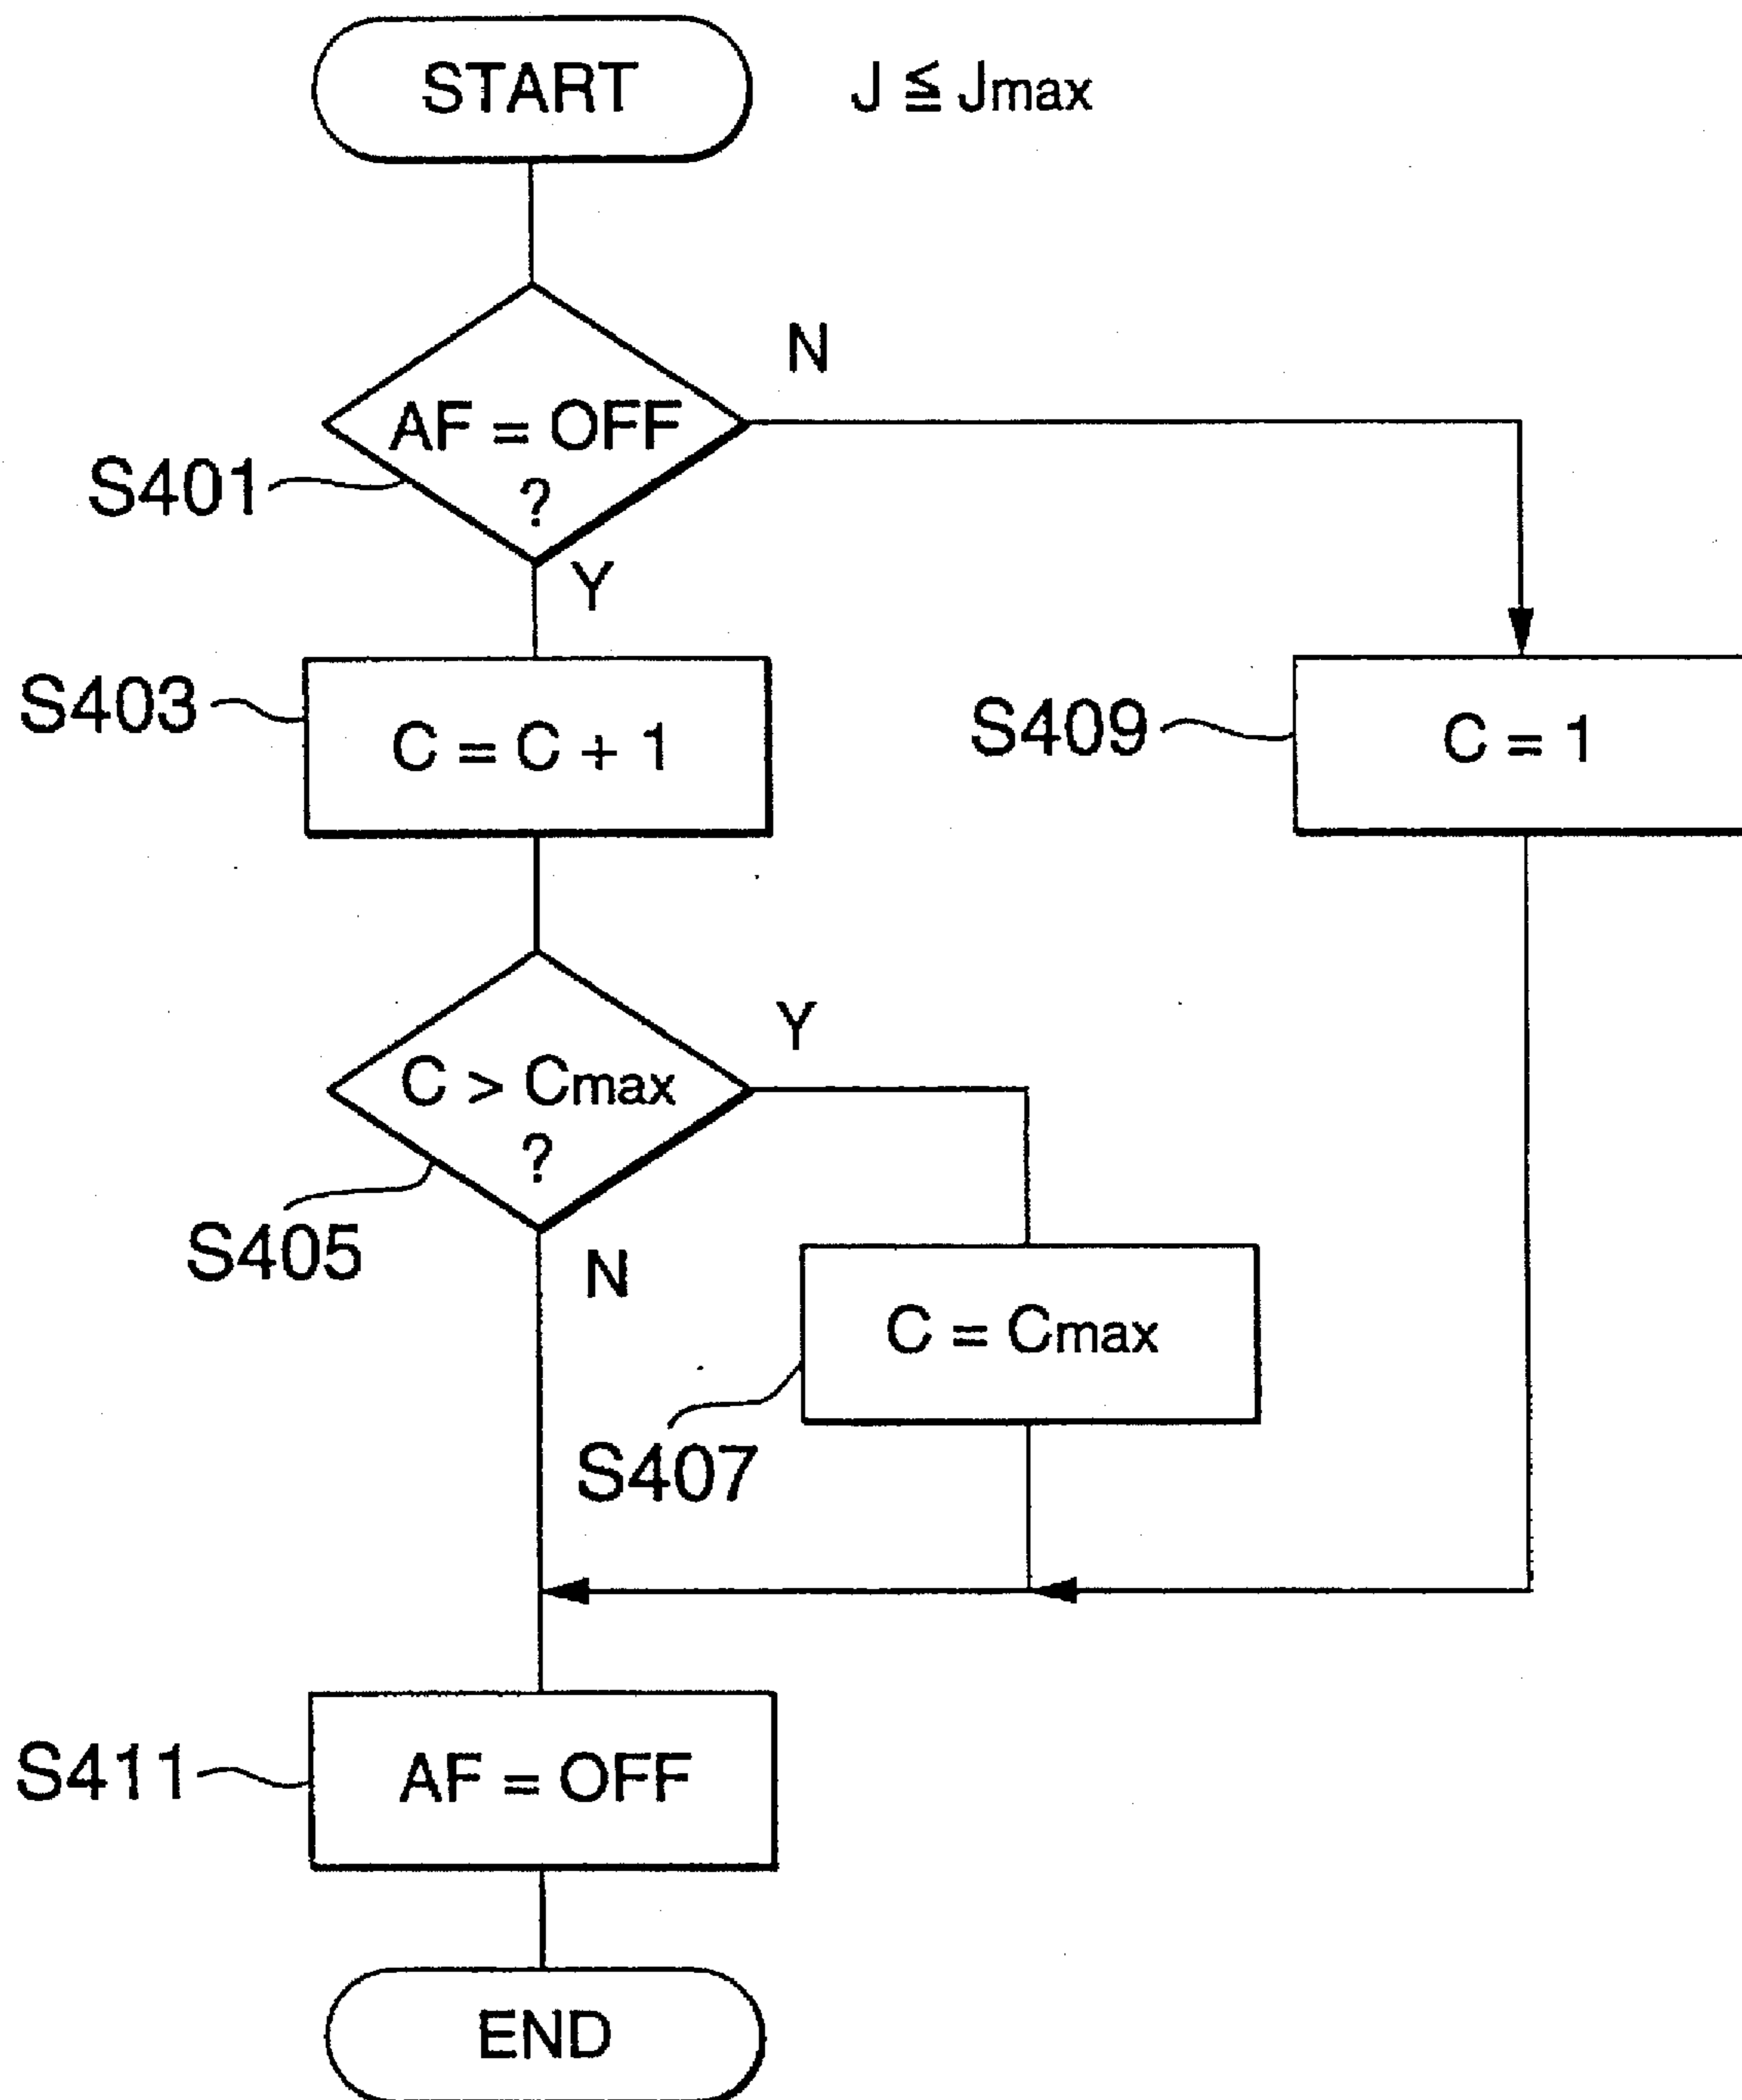 START
J ≦ Jmax
N
AF = OFF
?
S401
Y
S403
C = C + 1
S409
C = 1
Y
C > Cmax
?
S405
N
C = Cmax
S407
S411
AF = OFF
END